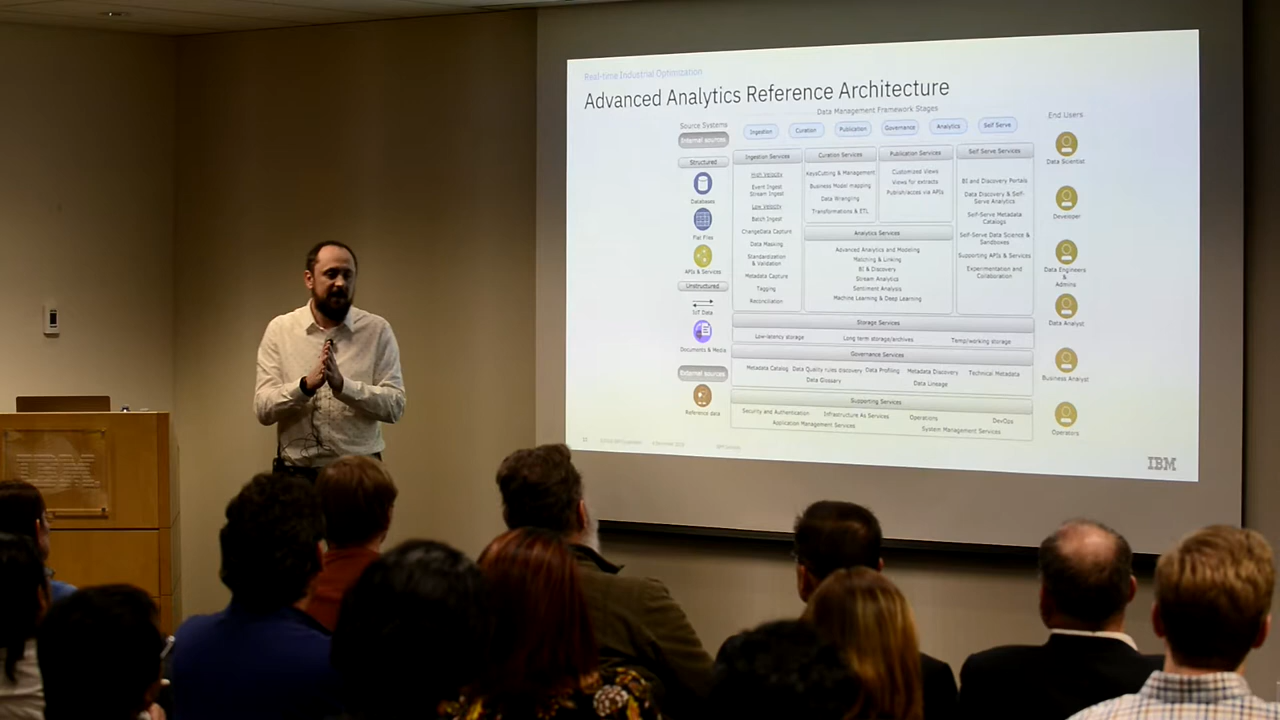 Real-time Industrial Optimization
Advanced Analytics Reference Architecture
Data Management Framework Stages
Source Systems
End Users
Internal sources
Ingestion
Curation
Publication
Governance
Analytics
Self Serve
Structured
Databases
Flat Files
APIs & Services
Unstructured
IoT Data
Documents & Media
External sources
Reference data
Ingestion Services
High Velocity
Event Ingest
Stream Ingest
Low Velocity
Batch Ingest
ChangeData Capture
Data Masking
Standardization
& Validation
Metadata Capture
Tagging
Reconciliation
Curation Services
KeysCutting & Management
Business Model mapping
Data Wrangling
Transformations & ETL
Publication Services
Customized Views
Views for extracts
Publish/access via APIs
Analytics Services
Advanced Analytics and Modeling
Matching & Linking
BI & Discovery
Stream Analytics
Sentiment Analysis
Machine Learning & Deep Learning
Self Serve Services
BI and Discovery Portals
Data Discovery & Self-
Serve Analytics
Self-Serve Metadata
Catalogs
Self-Serve Data Science &
Sandboxes
Supporting APIs & Services
Experimentation and
Collaboration
Storage Services
Low-latency storage
Long term storage/archives
Temp/working storage
Governance Services
Metadata Catalog
Data Quality rules discovery
Data Profiling
Metadata Discovery
Technical Metadata
Data Glossary
Data Lineage
Supporting Services
Security and Authentication
Infrastructure As Services
Operations
DevOps
Application Management Services
System Management Services
Data Scientist
Developer
Data Engineers
&
Admins
Data Analyst
Business Analyst
Operators
IBM
IBM